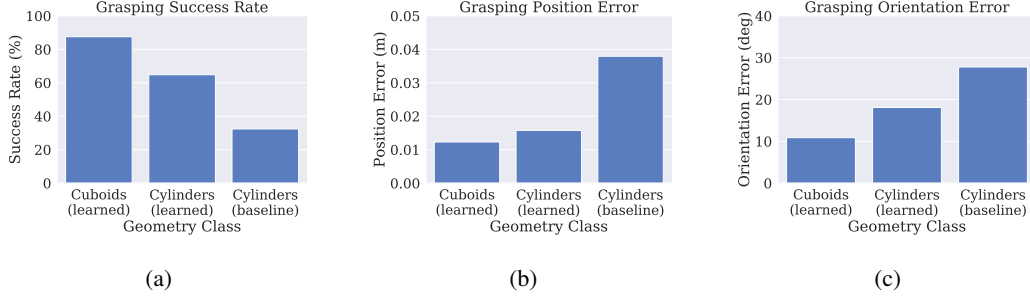 Grasping Success Rate
100
80
60
40
20
0
Success Rate (%)
Cuboids (learned)
Cylinders (learned)
Cylinders (baseline)
Geometry Class
(a)
Grasping Position Error
0.05
0.04
0.03
0.02
0.01
0.00
Position Error (m)
Cuboids (learned)
Cylinders (learned)
Cylinders (baseline)
Geometry Class
(b)
Grasping Orientation Error
40
30
20
10
0
Orientation Error (deg)
Cuboids (learned)
Cylinders (learned)
Cylinders (baseline)
Geometry Class
(c)